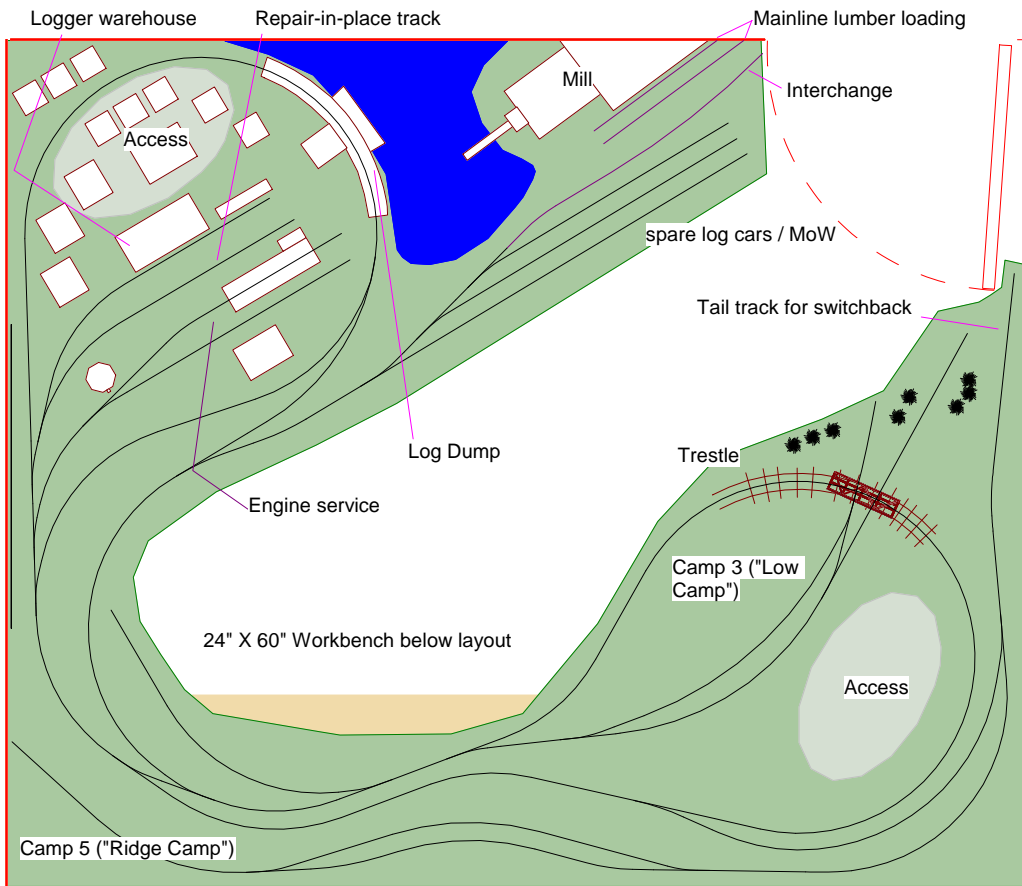 Logger warehouse
Repair-in-place track
Mainline lumber loading
Mill
Interchange
Access
spare log cars / MoW
Tail track for switchback
Log Dump
Trestle
Engine service
Camp 3 ("Low
Camp")
24" X 60" Workbench below layout
Access
Camp 5 ("Ridge Camp")